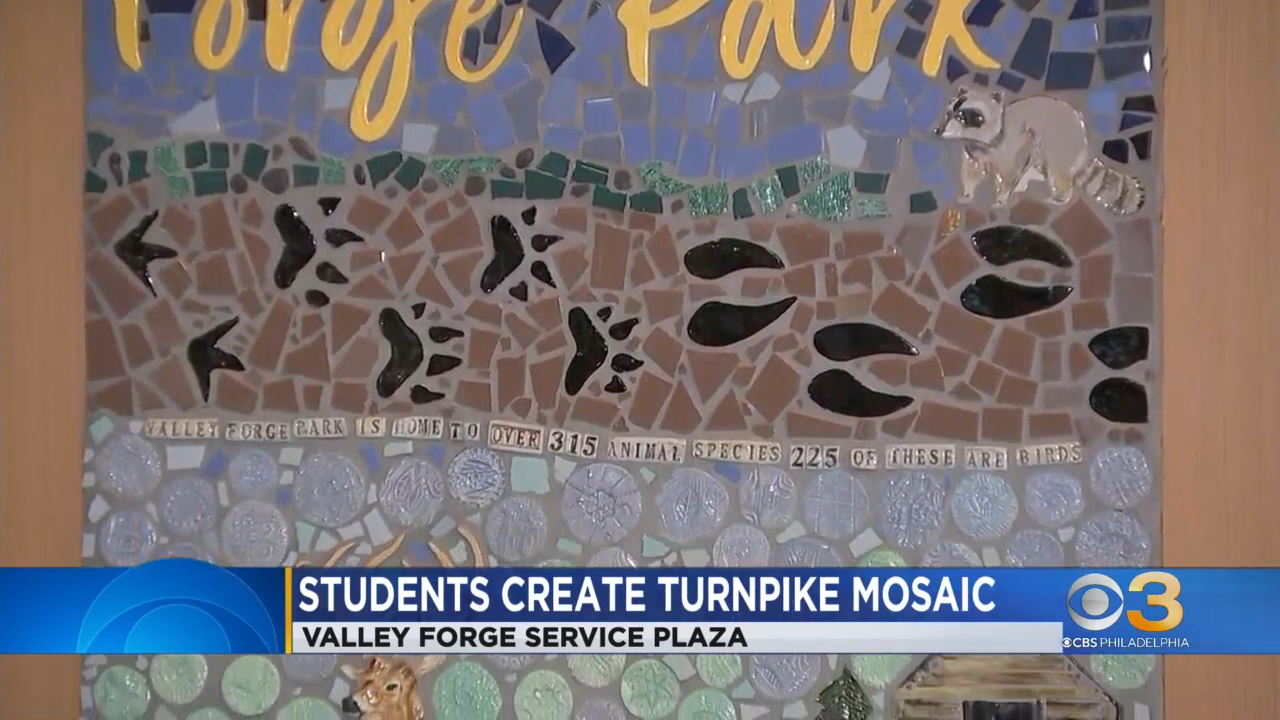 Forge Park
VALLEY FORGE PARK IS HOME TO OVER 315 ANIMAL SPECIES 225 OF THESE ARE BIRDS
STUDENTS CREATE TURNPIKE MOSAIC
VALLEY FORGE SERVICE PLAZA
3
CBS PHILADELPHIA